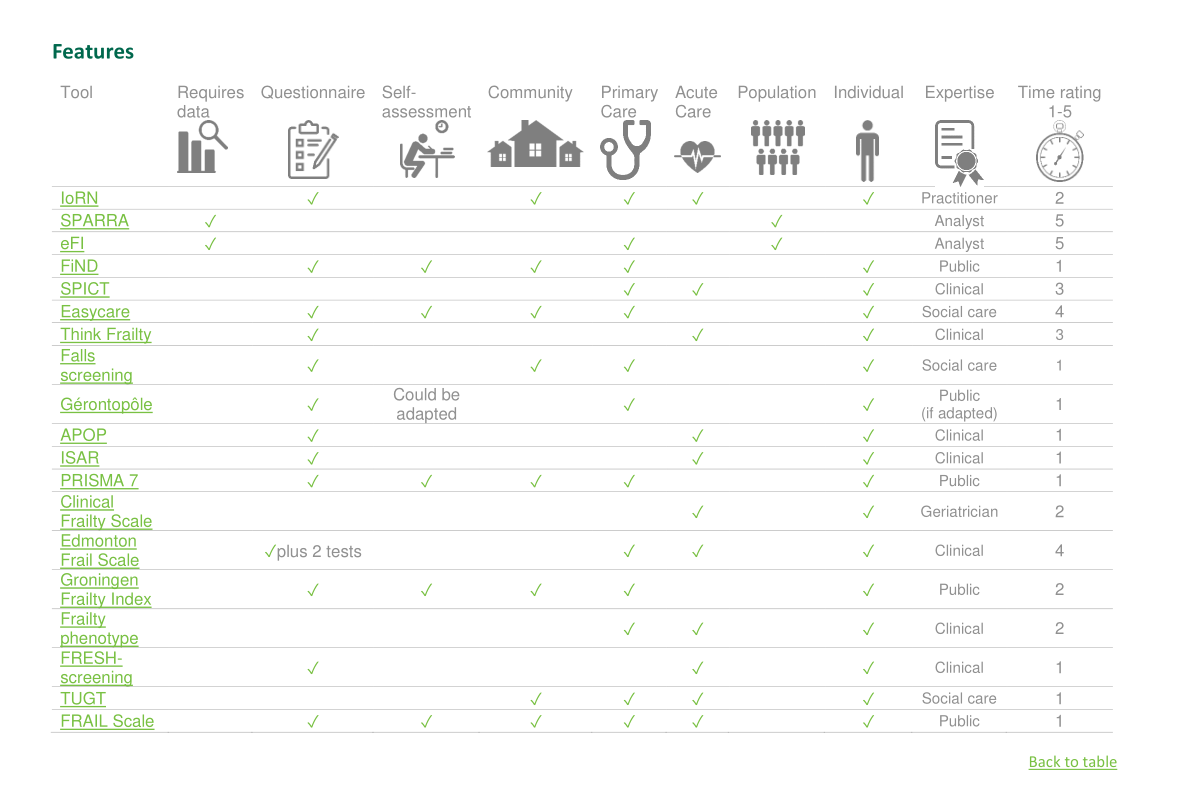 Features
Tool Requires data Questionnaire Self-assessment Community Primary Care Acute Care Population Individual Expertise Time rating 1-5
IoRN ✓ ✓ ✓ ✓ ✓ Practitioner 2
SPARRA ✓ ✓ Analyst 5
eFI ✓ ✓ ✓ Analyst 5
FiND ✓ ✓ ✓ ✓ ✓ Public 1
SPICT ✓ ✓ ✓ Clinical 3
Easycare ✓ ✓ ✓ ✓ ✓ Social care 4
Think Frailty ✓ ✓ ✓ Clinical 3
Falls screening ✓ ✓ ✓ ✓ Social care 1
Gérontopôle ✓ Could be adapted ✓ ✓ Public (if adapted) 1
APOP ✓ ✓ ✓ Clinical 1
ISAR ✓ ✓ ✓ Clinical 1
PRISMA 7 ✓ ✓ ✓ ✓ ✓ Public 1
Clinical Frailty Scale ✓ ✓ Geriatrician 2
Edmonton Frail Scale ✓plus 2 tests ✓ ✓ ✓ Clinical 4
Groningen Frailty Index ✓ ✓ ✓ ✓ ✓ Public 2
Frailty phenotype ✓ ✓ ✓ Clinical 2
FRESH-screening ✓ ✓ ✓ Clinical 1
TUGT ✓ ✓ ✓ ✓ Social care 1
FRAIL Scale ✓ ✓ ✓ ✓ ✓ ✓ Public 1
Back to table